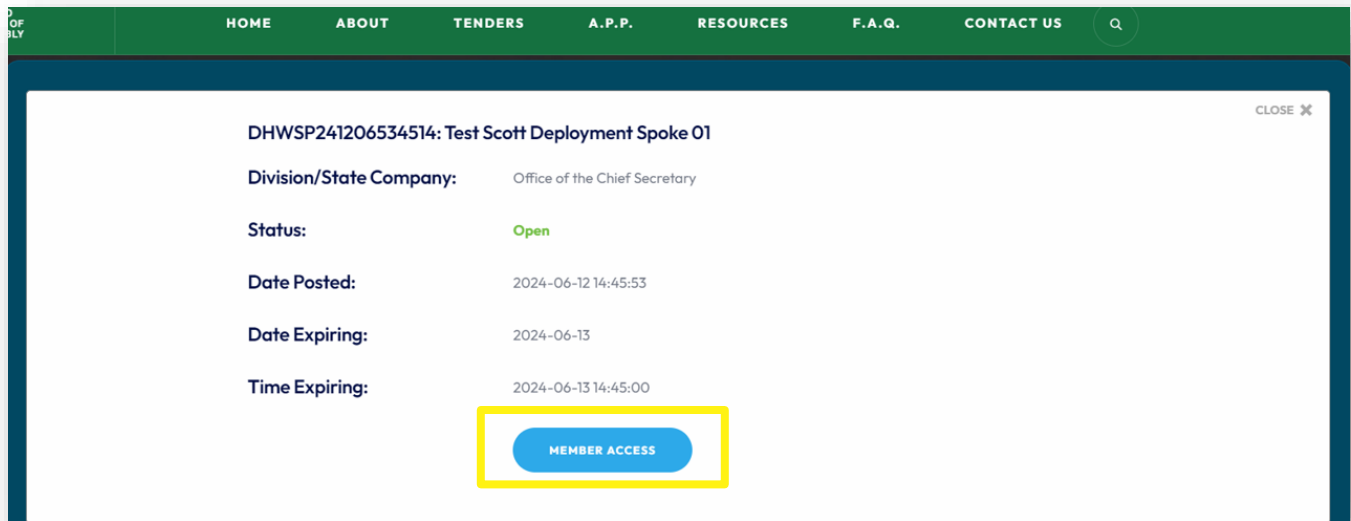 OF
HOME ABOUT TENDERS A.P.P. RESOURCES F.A.Q. CONTACT US
CLOSE
DHWSP241206534514: Test Scott Deployment Spoke 01
Division/State Company: Office of the Chief Secretary
Status: Open
Date Posted: 2024-06-12 14:45:53
Date Expiring: 2024-06-13
Time Expiring: 2024-06-13 14:45:00
MEMBER ACCESS